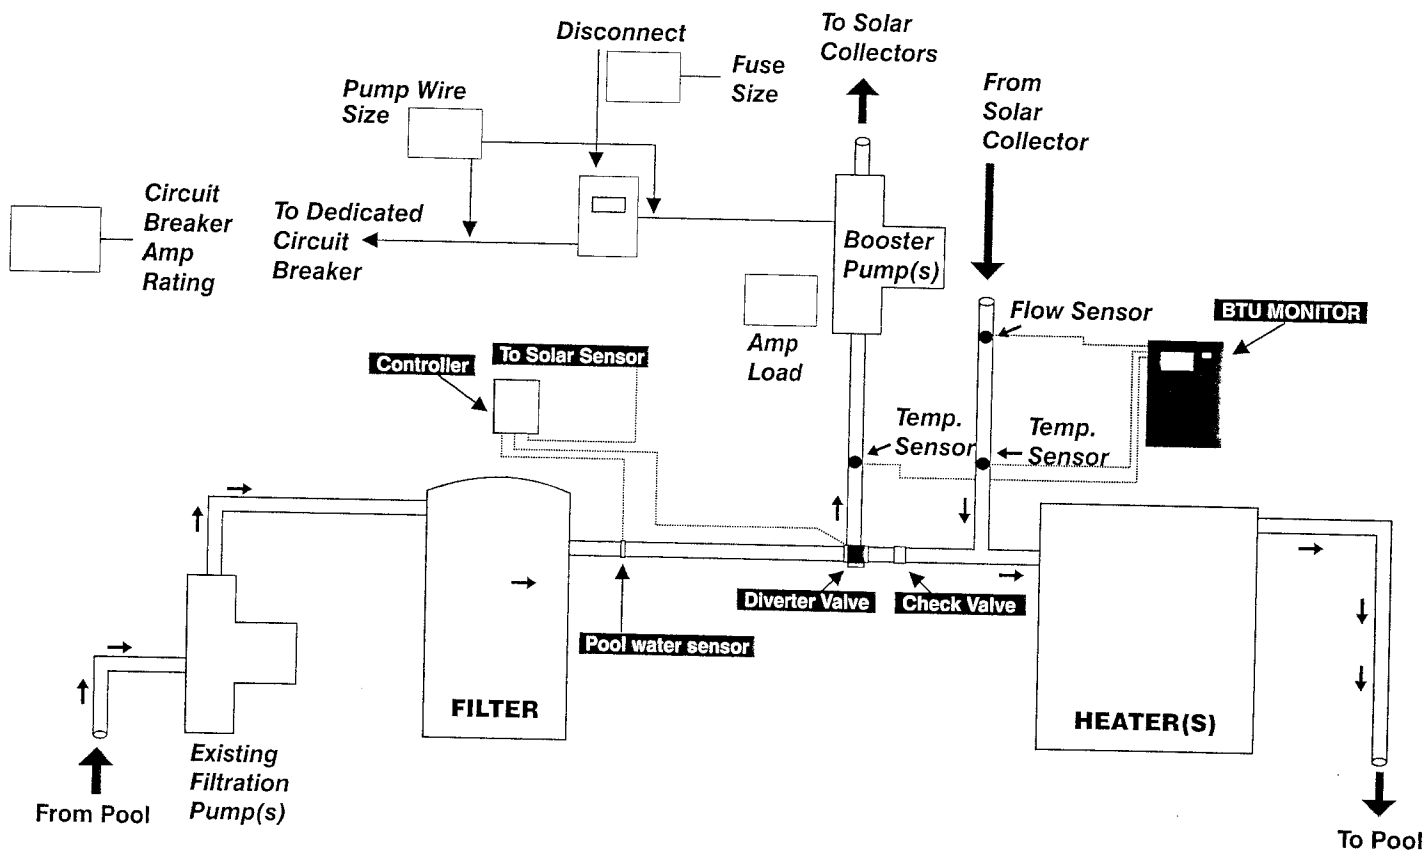 Disconnect
To Solar
Collectors
Fuse
Size
From
Solar
Collector
Pump Wire
Size
Circuit
Breaker
Amp
Rating
To Dedicated
Circuit
Breaker
Booster
Pump(s)
Amp
Load
Flow Sensor
BTU MONITOR
Controller
To Solar Sensor
Temp.
Sensor
Temp.
Sensor
Diverter Valve
Check Valve
Pool water sensor
FILTER
HEATER(S)
Existing
Filtration
Pump(s)
From Pool
To Pool